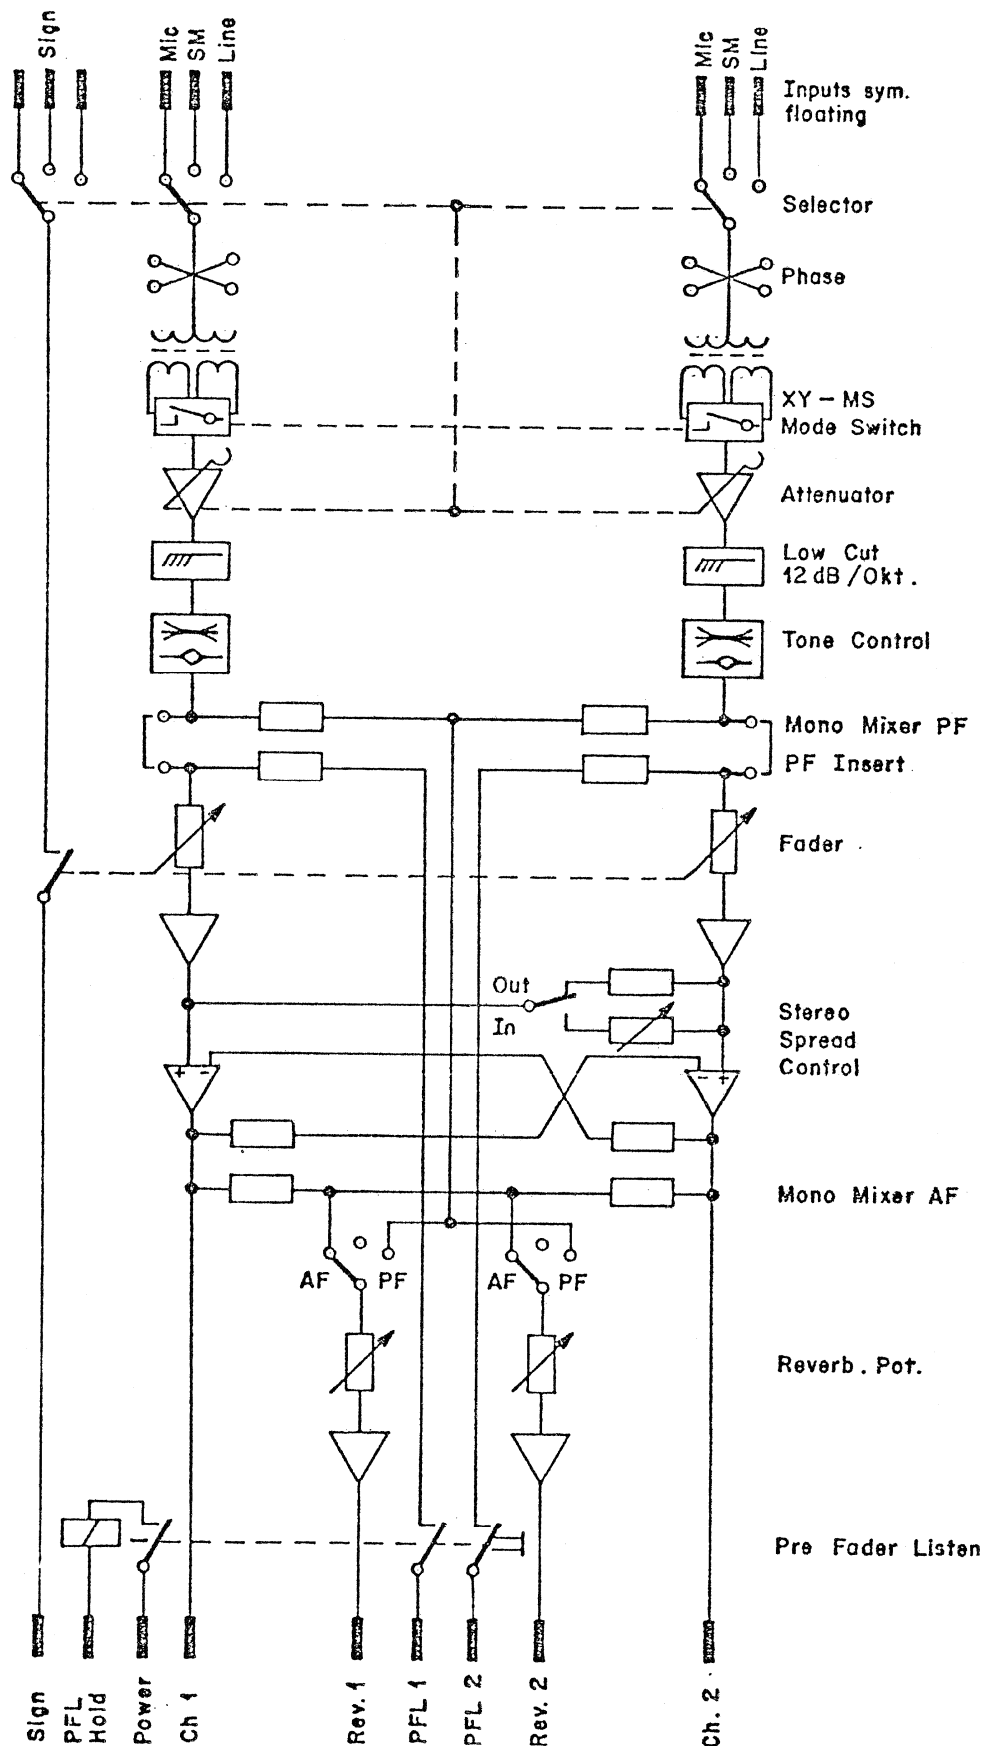 Sign
Mic
SM
Line
Mic
SM
Line
Inputs sym.
floating
Selector
Phase
XY-MS
Mode Switch
Attenuator
Low Cut
12 dB/Okt.
Tone Control
Mono Mixer PF
PF Insert
Fader
Out
In
Stereo
Spread
Control
+ -
- +
Mono Mixer AF
AF PF
AF PF
Reverb. Pot.
Pre Fader Listen
Sign
PFL
Hold
Power
Ch 1
Rev. 1
PFL 1
PFL 2
Rev. 2
Ch. 2